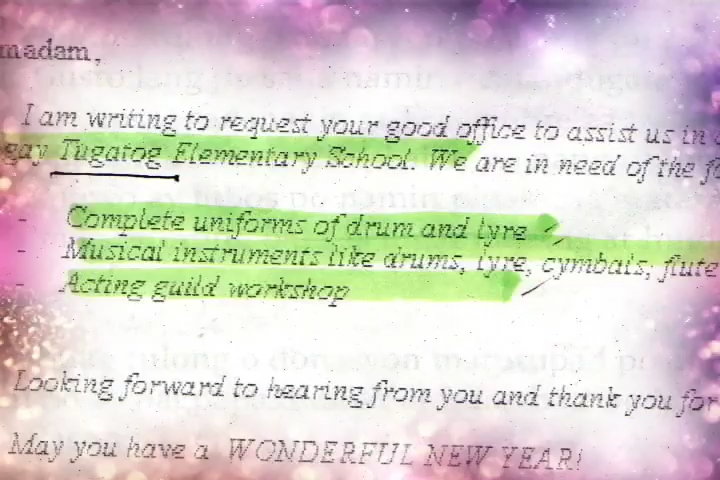 madam,
I am writing to request your good office to assist us in
gay Tugatog Elementary School. We are in need of the
- Complete uniforms of drum and lyre
- Musical instruments like drums, lyre, cymbals, flute
- Acting guild workshop
Looking forward to hearing from you and thank you for
May you have a WONDERFUL NEW YEAR!